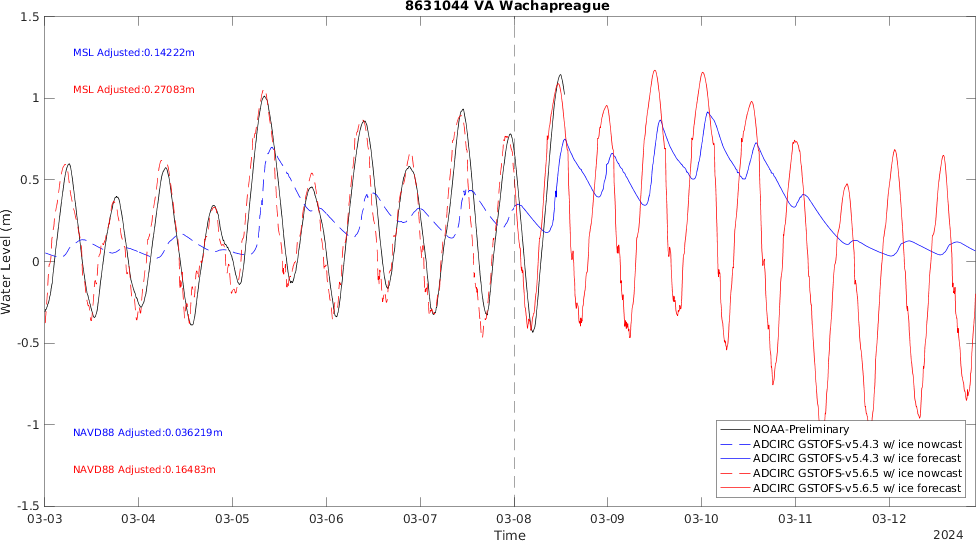 8631044 VA Wachapreague
1.5
1
0.5
0
-0.5
-1
-1.5
Water Level (m)
MSL Adjusted:0.14222m
MSL Adjusted:0.27083m
NAVD88 Adjusted:0.036219m
NAVD88 Adjusted:0.16483m
NOAA-Preliminary
ADCIRC GSTOFS-v5.4.3 w/ ice nowcast
ADCIRC GSTOFS-v5.4.3 w/ ice forecast
ADCIRC GSTOFS-v5.6.5 w/ ice nowcast
ADCIRC GSTOFS-v5.6.5 w/ ice forecast
03-03 03-04 03-05 03-06 03-07 03-08 03-09 03-10 03-11 03-12
Time
2024